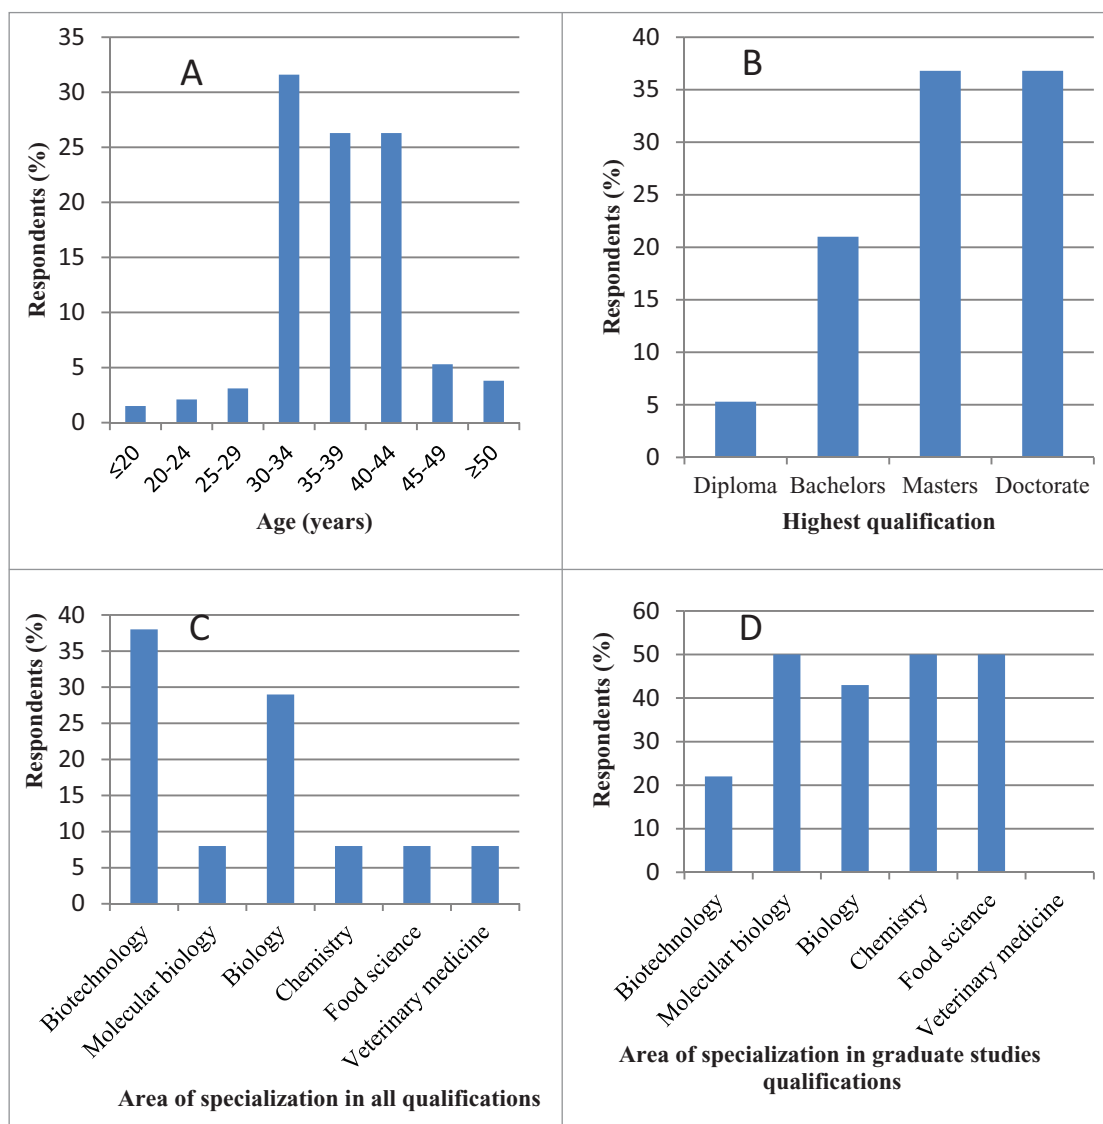 A
Respondents (%)
35
30
25
20
15
10
5
0
≤20
20-24
25-29
30-34
35-39
40-44
45-49
≥50
Age (years)
B
Respondents (%)
40
35
30
25
20
15
10
5
0
Diploma
Bachelors
Masters
Doctorate
Highest qualification
C
Respondents (%)
40
35
30
25
20
15
10
5
0
Biotechnology
Molecular biology
Biology
Chemistry
Food science
Veterinary medicine
Area of specialization in all qualifications
D
Respondents (%)
60
50
40
30
20
10
0
Biotechnology
Molecular biology
Biology
Chemistry
Food science
Veterinary medicine
Area of specialization in graduate studies
qualifications